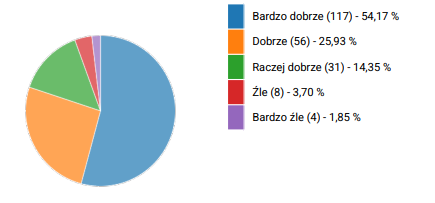 Bardzo dobrze (117) - 54,17 %
Dobrze (56) - 25,93 %
Raczej dobrze (31) - 14,35 %
Źle (8) - 3,70 %
Bardzo źle (4) - 1,85 %